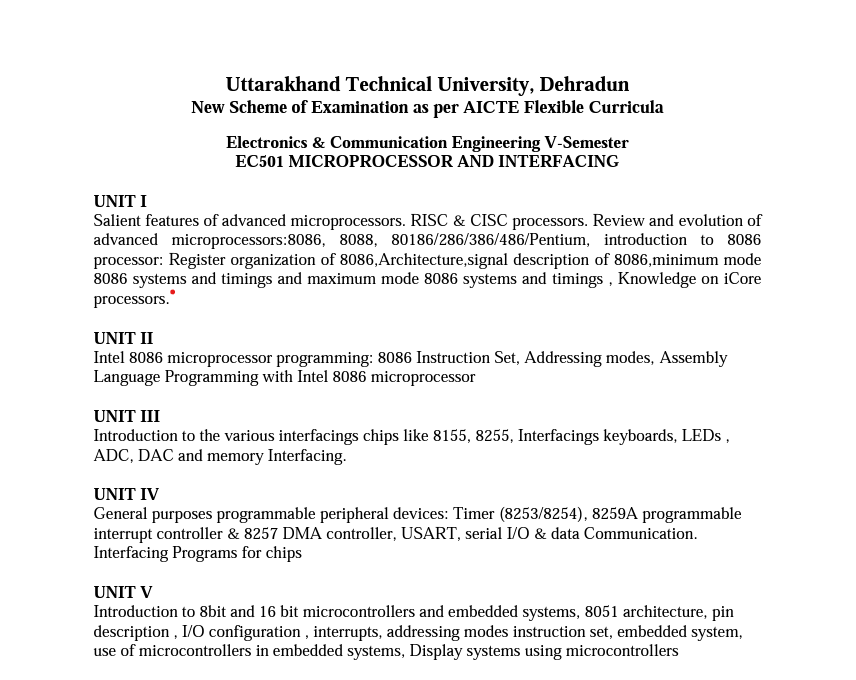 Uttarakhand Technical University, Dehradun
New Scheme of Examination as per AICTE Flexible Curricula
Electronics & Communication Engineering V-Semester
EC501 MICROPROCESSOR AND INTERFACING
UNIT I
Salient features of advanced microprocessors. RISC & CISC processors. Review and evolution of
advanced microprocessors:8086, 8088, 80186/286/386/486/Pentium, introduction to 8086
processor: Register organization of 8086,Architecture,signal description of 8086,minimum mode
8086 systems and timings and maximum mode 8086 systems and timings , Knowledge on iCore
processors.
UNIT II
Intel 8086 microprocessor programming: 8086 Instruction Set, Addressing modes, Assembly
Language Programming with Intel 8086 microprocessor
UNIT III
Introduction to the various interfacings chips like 8155, 8255, Interfacings keyboards, LEDs ,
ADC, DAC and memory Interfacing.
UNIT IV
General purposes programmable peripheral devices: Timer (8253/8254), 8259A programmable
interrupt controller & 8257 DMA controller, USART, serial I/O & data Communication.
Interfacing Programs for chips
UNIT V
Introduction to 8bit and 16 bit microcontrollers and embedded systems, 8051 architecture, pin
description , I/O configuration , interrupts, addressing modes instruction set, embedded system,
use of microcontrollers in embedded systems, Display systems using microcontrollers